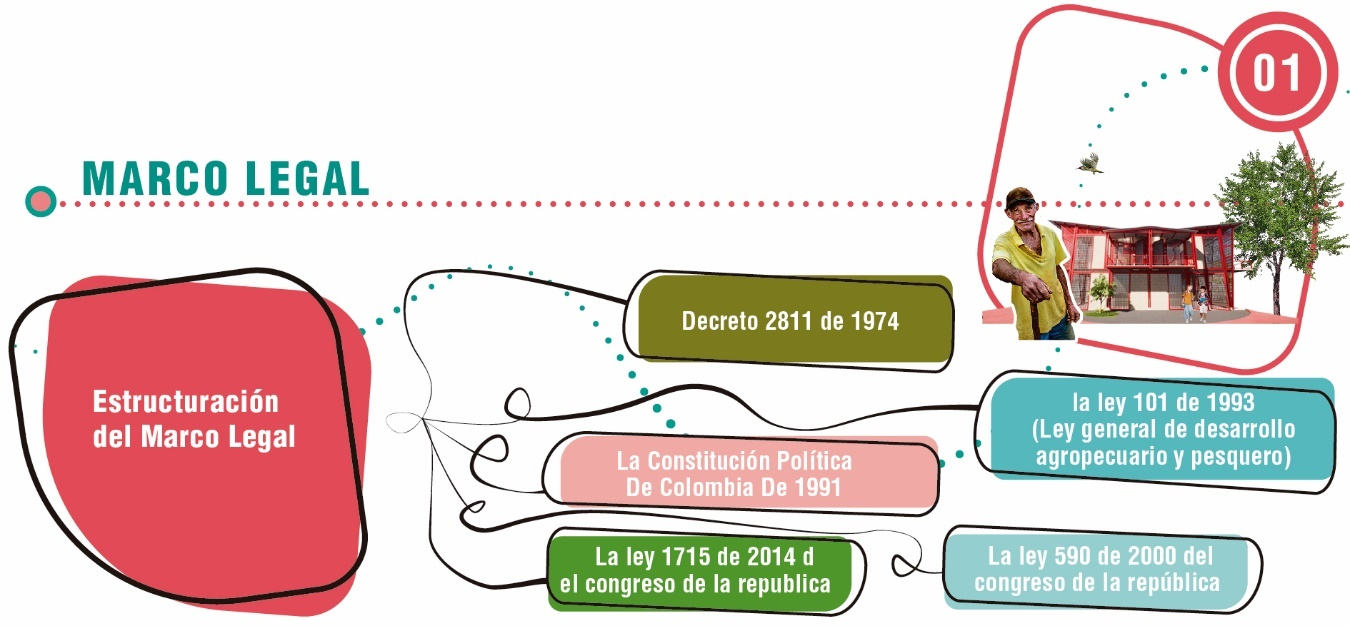 01
MARCO LEGAL
Estructuración
del Marco Legal
Decreto 2811 de 1974
la ley 101 de 1993
(Ley general de desarrollo
agropecuario y pesquero)
La Constitución Política
De Colombia De 1991
La ley 1715 de 2014 d
el congreso de la republica
La ley 590 de 2000 del
congreso de la república